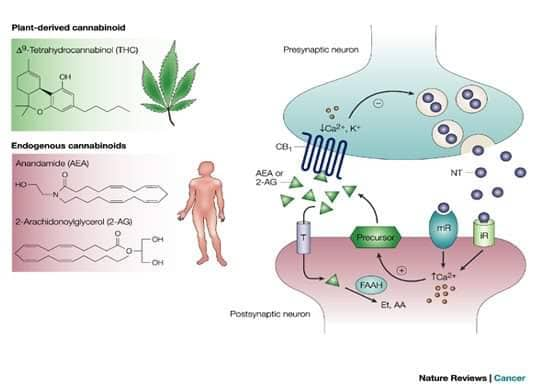 Plant-derived cannabinoid
Δ⁹-Tetrahydrocannabinol (THC)
OH
O
Endogenous cannabinoids
Anandamide (AEA)
O
HO
N
2-Arachidonoylglycerol (2-AG)
O
OH
O
OH
Presynaptic neuron
↓Ca²⁺, K⁺
−
CB₁
AEA or
2-AG
NT
T
Precursor
mR
iR
+
↑Ca²⁺
FAAH
Et, AA
Postsynaptic neuron
Nature Reviews | Cancer